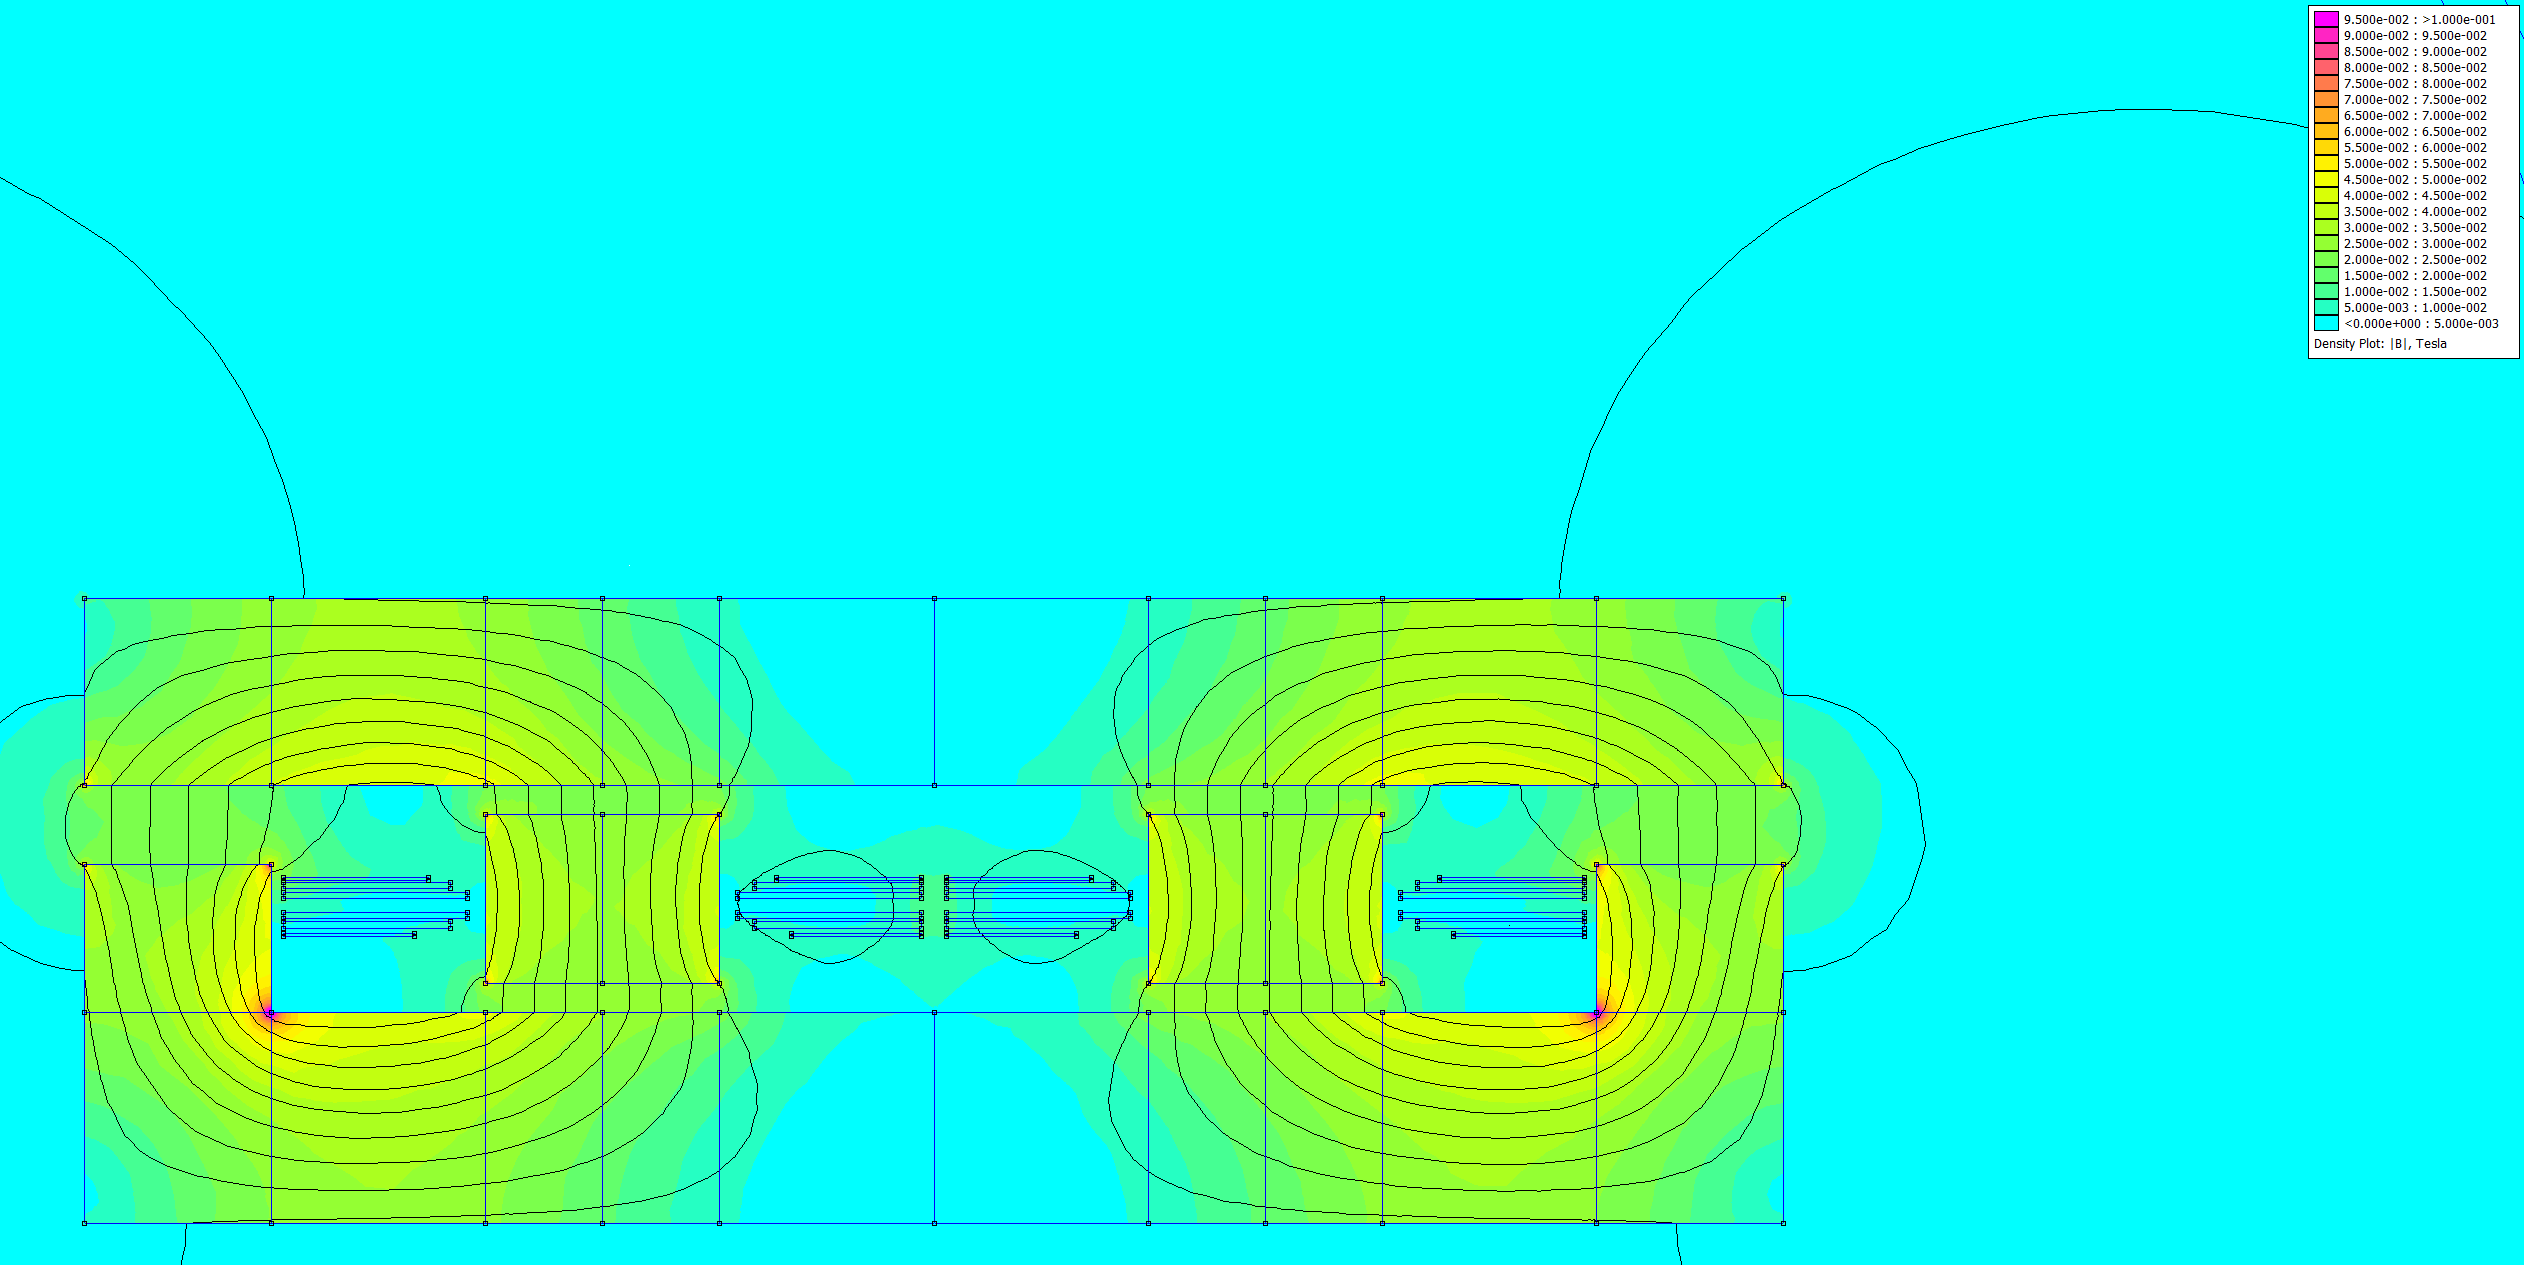 9.500e-002 : >1.000e-001
9.000e-002 : 9.500e-002
8.500e-002 : 9.000e-002
8.000e-002 : 8.500e-002
7.500e-002 : 8.000e-002
7.000e-002 : 7.500e-002
6.500e-002 : 7.000e-002
6.000e-002 : 6.500e-002
5.500e-002 : 6.000e-002
5.000e-002 : 5.500e-002
4.500e-002 : 5.000e-002
4.000e-002 : 4.500e-002
3.500e-002 : 4.000e-002
3.000e-002 : 3.500e-002
2.500e-002 : 3.000e-002
2.000e-002 : 2.500e-002
1.500e-002 : 2.000e-002
1.000e-002 : 1.500e-002
5.000e-003 : 1.000e-002
<0.000e+000 : 5.000e-003
Density Plot: |B|, Tesla